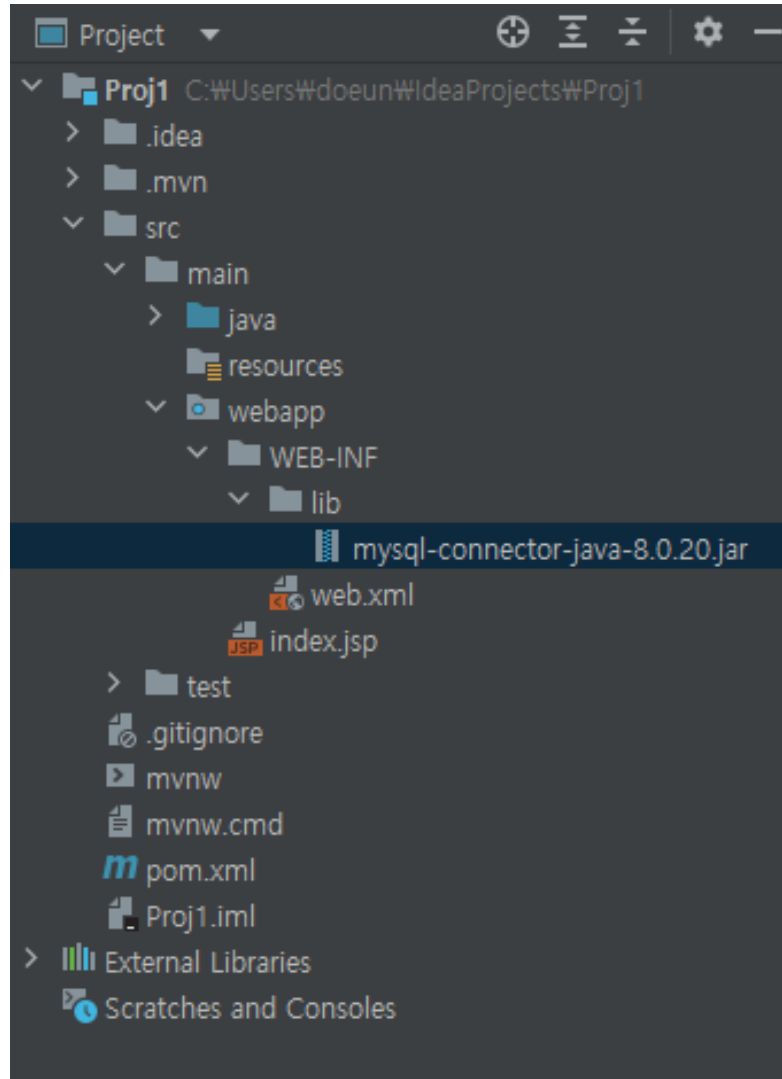 Project
Proj1 C:₩Users₩doeun₩IdeaProjects₩Proj1
.idea
.mvn
src
main
java
resources
webapp
WEB-INF
lib
mysql-connector-java-8.0.20.jar
web.xml
JSP index.jsp
test
.gitignore
mvnw
mvnw.cmd
m pom.xml
Proj1.iml
External Libraries
Scratches and Consoles